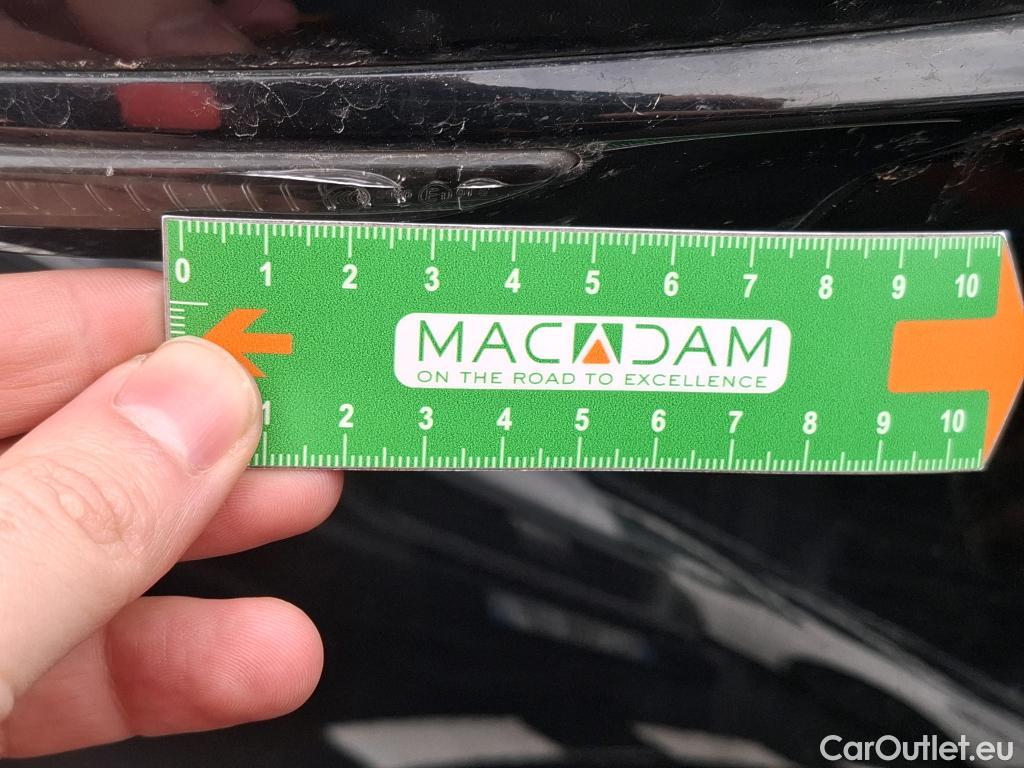 0 1 2 3 4 5 6 7 8 9 10
MACADAM
ON THE ROAD TO EXCELLENCE
1 2 3 4 5 6 7 8 9 10
CarOutlet.eu